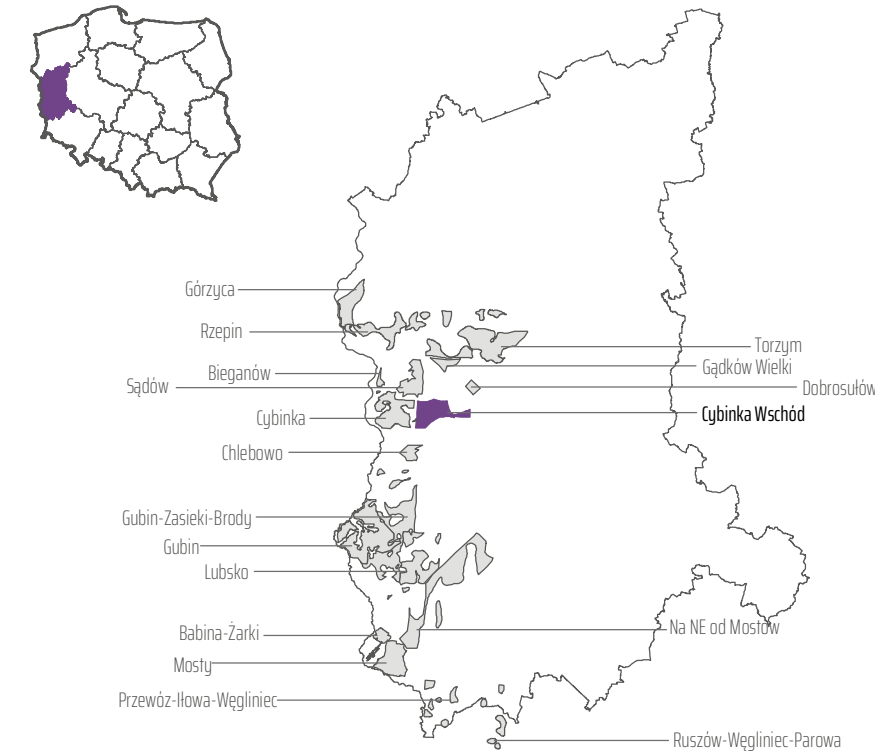 Górzyca
Rzepin
Torzym
Gądków Wielki
Bieganów
Sądów
Dobrosułów
Cybinka
Cybinka Wschód
Chlebowo
Gubin-Zasieki-Brody
Gubin
Lubsko
Babina-Żarki
Na NE od Mostów
Mosty
Przewóz-Iłowa-Węgliniec
Ruszów-Węgliniec-Parowa